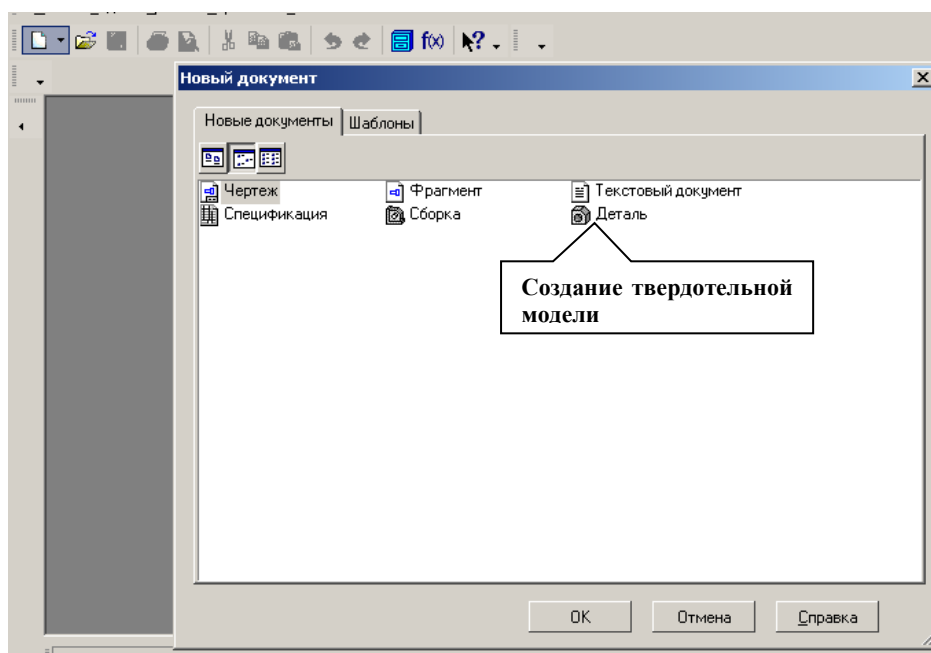 f(x)
?
Новый документ
Новые документы Шаблоны
Чертеж Фрагмент Текстовый документ
Спецификация Сборка Деталь
Создание твердотельной
модели
OK Отмена Справка